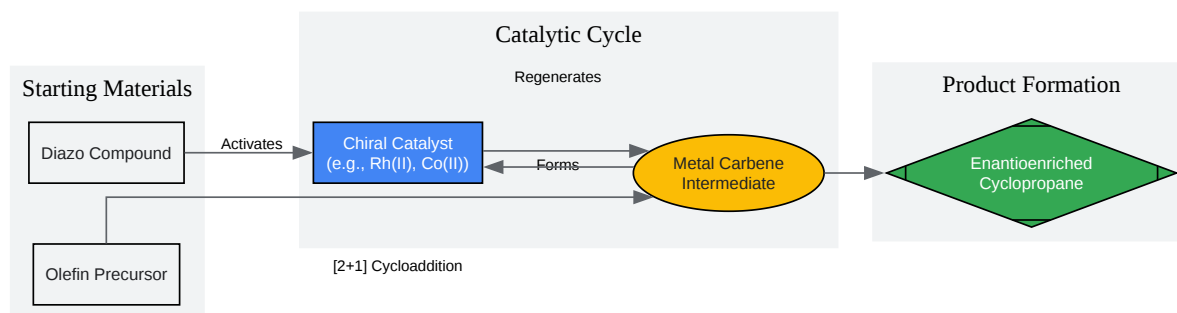 Catalytic Cycle
Regenerates
Starting Materials
Diazo Compound
Activates
Chiral Catalyst
(e.g., Rh(II), Co(II))
Forms
Metal Carbene
Intermediate
Olefin Precursor
[2+1] Cycloaddition
Product Formation
Enantioenriched
Cyclopropane